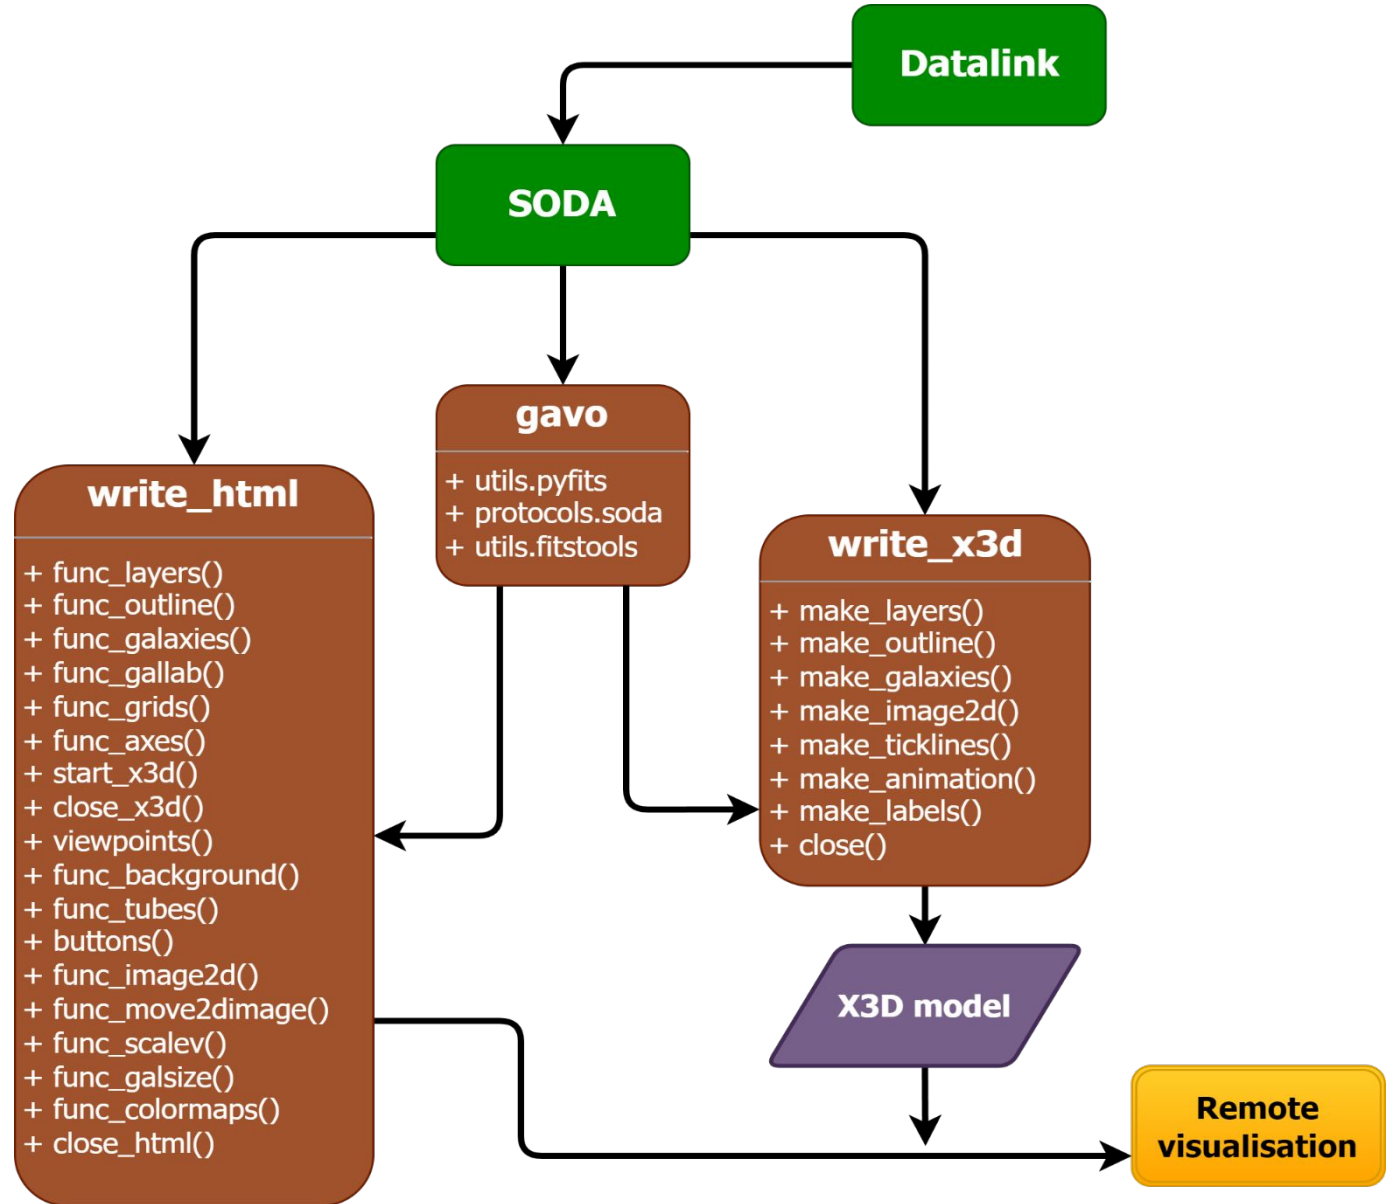 Datalink
SODA
gavo
+ utils.pyfits
+ protocols.soda
+ utils.fitstools
write_html
+ func_layers()
+ func_outline()
+ func_galaxies()
+ func_gallab()
+ func_grids()
+ func_axes()
+ start_x3d()
+ close_x3d()
+ viewpoints()
+ func_background()
+ func_tubes()
+ buttons()
+ func_image2d()
+ func_move2dimage()
+ func_scalev()
+ func_galsize()
+ func_colormaps()
+ close_html()
write_x3d
+ make_layers()
+ make_outline()
+ make_galaxies()
+ make_image2d()
+ make_ticklines()
+ make_animation()
+ make_labels()
+ close()
X3D model
Remote
visualisation